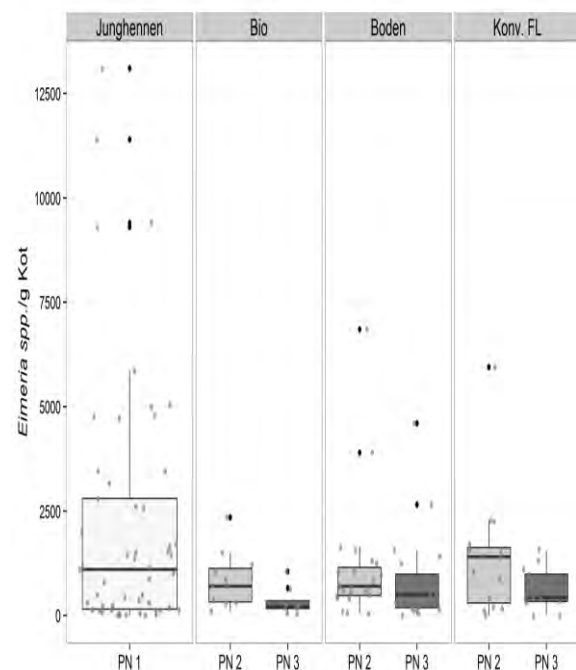 Junghennen Bio Boden Konv. FL
Eimeria spp./g Kot
12500
10000
7500
5000
2500
0
PN 1 PN 2 PN 3 PN 2 PN 3 PN 2 PN 3